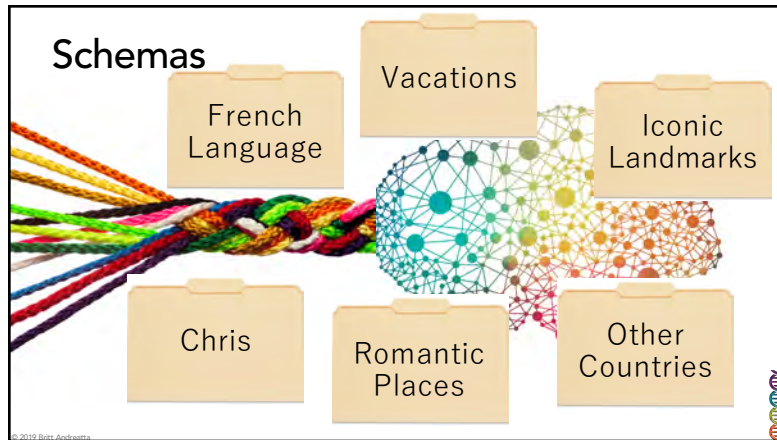 Schemas
Vacations
French
Language
Iconic
Landmarks
Chris
Romantic
Places
Other
Countries
© 2019 Britt Andreatta